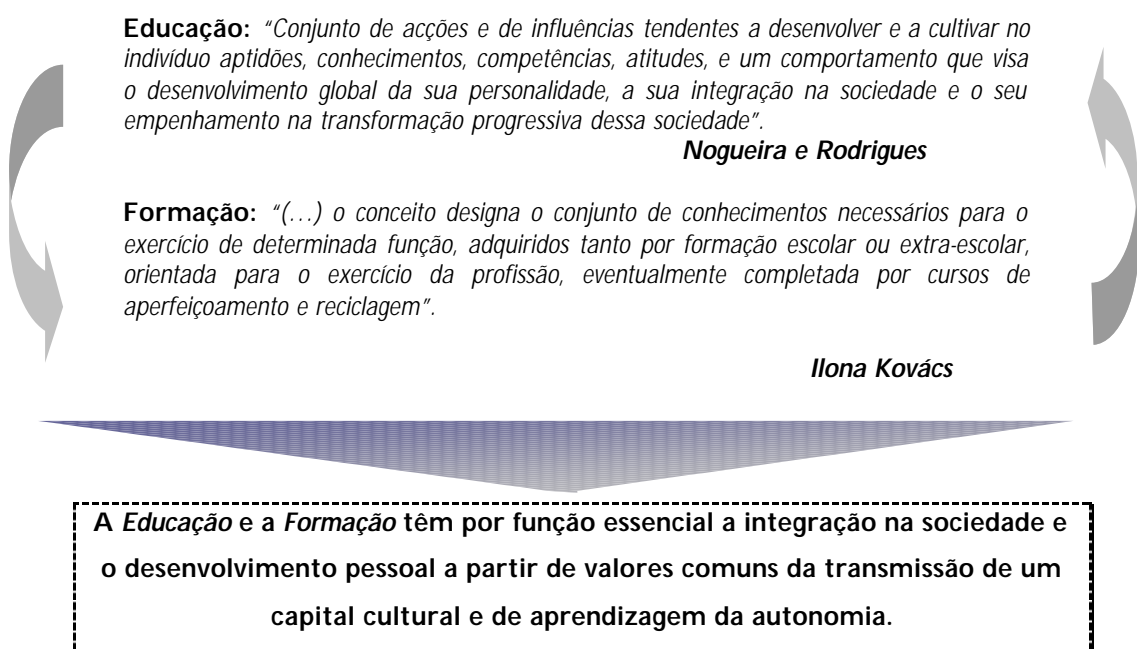 Educação: “Conjunto de acções e de influências tendentes a desenvolver e a cultivar no
indivíduo aptidões, conhecimentos, competências, atitudes, e um comportamento que visa
o desenvolvimento global da sua personalidade, a sua integração na sociedade e o seu
empenhamento na transformação progressiva dessa sociedade”.
Nogueira e Rodrigues
Formação: “(…) o conceito designa o conjunto de conhecimentos necessários para o
exercício de determinada função, adquiridos tanto por formação escolar ou extra-escolar,
orientada para o exercício da profissão, eventualmente completada por cursos de
aperfeiçoamento e reciclagem”.
Ilona Kovács
A Educação e a Formação têm por função essencial a integração na sociedade e
o desenvolvimento pessoal a partir de valores comuns da transmissão de um
capital cultural e de aprendizagem da autonomia.